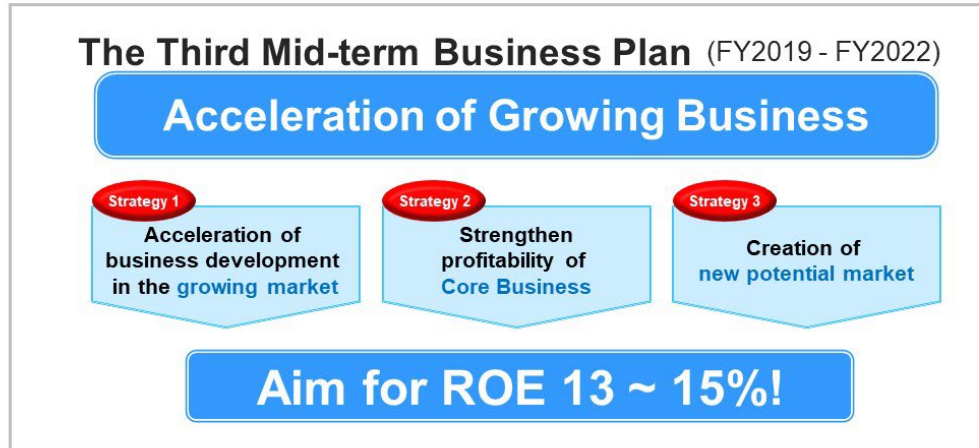 The Third Mid-term Business Plan (FY2019 - FY2022)
Acceleration of Growing Business
Strategy 1
Acceleration of
business development
in the growing market
Strategy 2
Strengthen
profitability of
Core Business
Strategy 3
Creation of
new potential market
Aim for ROE 13 ~ 15%!